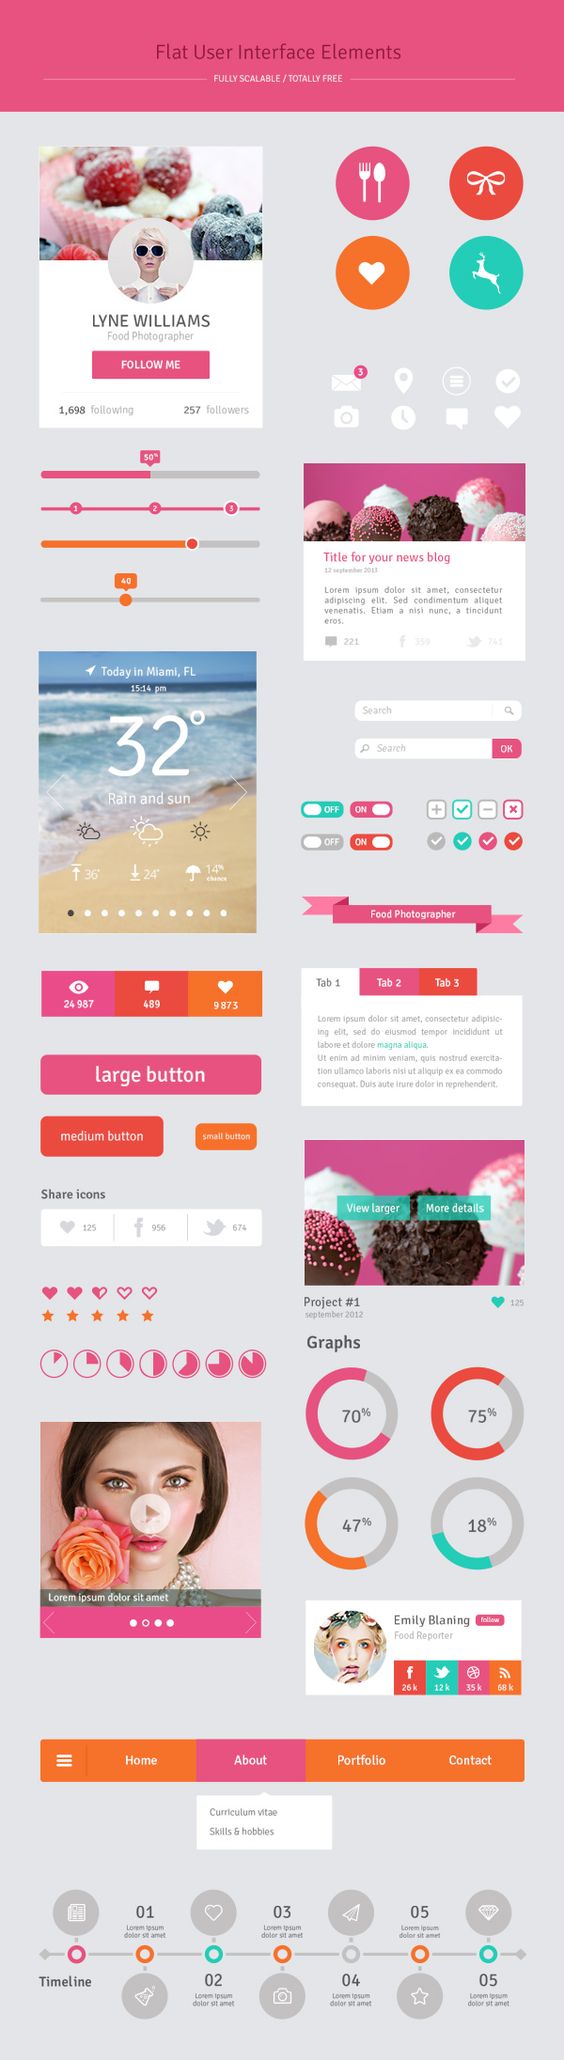 Flat User Interface Elements
FULLY SCALABLE / TOTALLY FREE
LYNE WILLIAMS
Food Photographer
FOLLOW ME
1,698 following
257 followers
3
50%
1
2
3
40
Title for your news blog
12 september 2013
Lorem ipsum dolor sit amet, consectetur
adipiscing elit. Sed condimentum aliquet
venenatis. Etiam a nisi nunc, a tincidunt
eros.
221
359
741
Today in Miami, FL
15:14 pm
32°
Rain and sun
36°
24°
14%
chance
Search
Search
OK
OFF
ON
OFF
ON
Food Photographer
24 987
489
9 873
Tab 1
Tab 2
Tab 3
Lorem ipsum dolor sit amet, consectetur adipisic-
ing elit, sed do eiusmod tempor incididunt ut
labore et dolore magna aliqua.
Ut enim ad minim veniam, quis nostrud exercita-
tion ullamco laboris nisi ut aliquip ex ea commodo
consequat. Duis aute irure dolor in reprehenderit.
large button
medium button
small button
Share icons
125
956
674
View larger
More details
Project #1
september 2012
125
Graphs
70%
75%
47%
18%
Lorem ipsum dolor sit amet
Emily Blaning
follow
Food Reporter
26 k
12 k
35 k
68 k
Home
About
Portfolio
Contact
Curriculum vitae
Skills & hobbies
01
Lorem ipsum
dolor sit amet
03
Lorem ipsum
dolor sit amet
05
Lorem ipsum
dolor sit amet
Timeline
02
Lorem ipsum
dolor sit amet
04
Lorem ipsum
dolor sit amet
05
Lorem ipsum
dolor sit amet